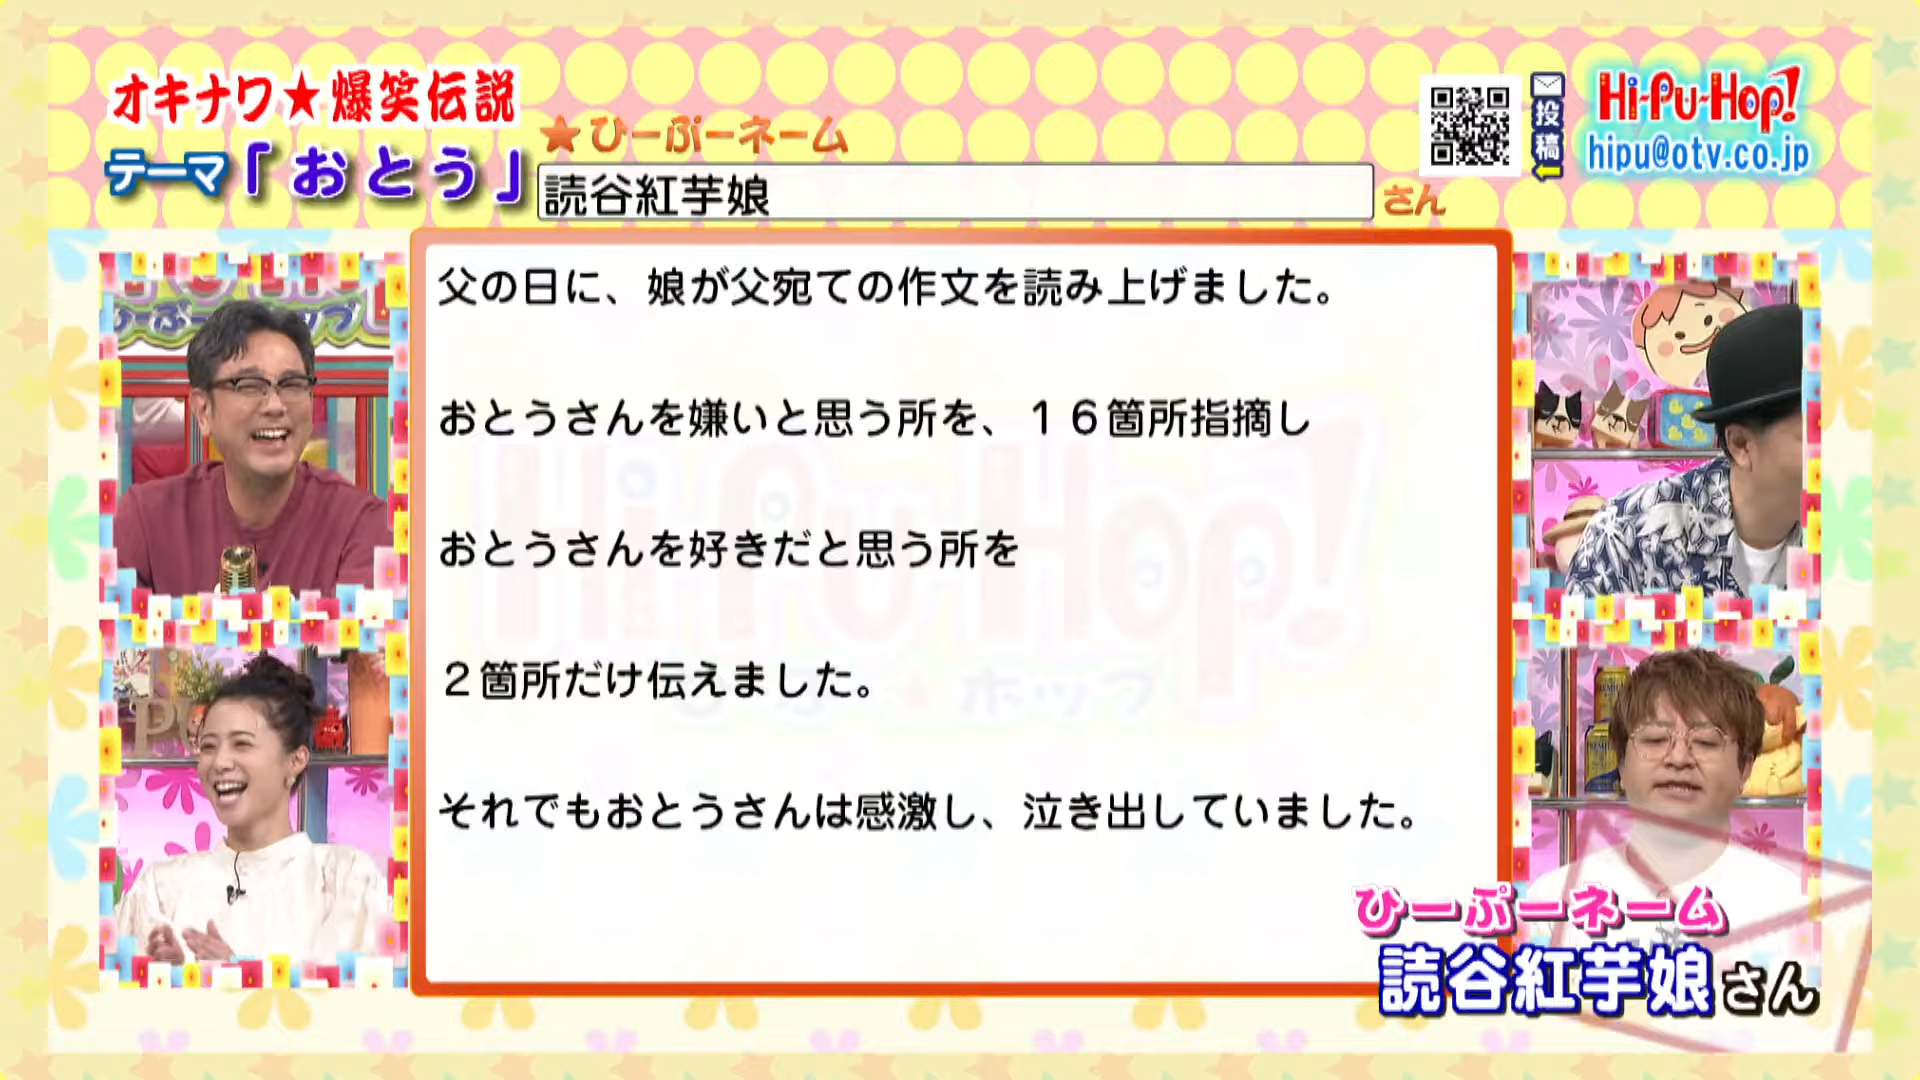 オキナワ★爆笑伝説
テーマ「おとう」
★ひーぷーネーム
読谷紅芋娘
さん
投稿
Hi-Pu-Hop!
hipu@otv.co.jp
父の日に、娘が父宛ての作文を読み上げました。
おとうさんを嫌いと思う所を、１６箇所指摘し
おとうさんを好きだと思う所を
２箇所だけ伝えました。
それでもおとうさんは感激し、泣き出していました。
Hi-Pu-Hop!
ひーぷーネーム
読谷紅芋娘さん